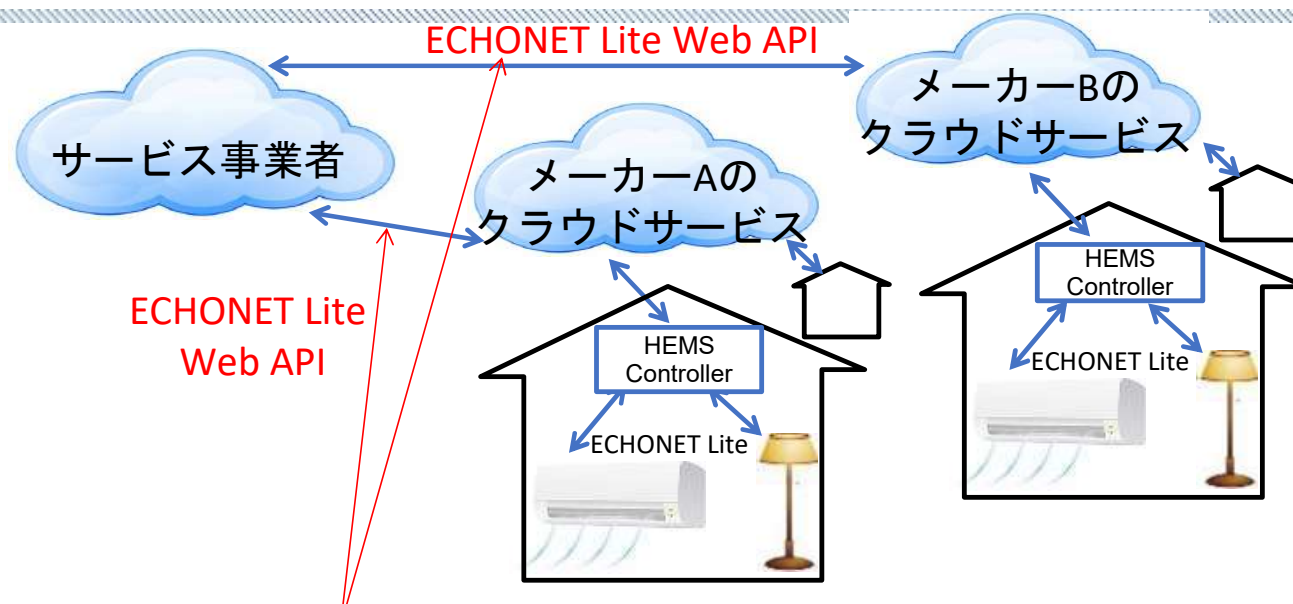 ECHONET Lite Web API
サービス事業者
メーカーAの
クラウドサービス
メーカーBの
クラウドサービス
ECHONET Lite
Web API
HEMS
Controller
ECHONET Lite
HEMS
Controller
ECHONET Lite